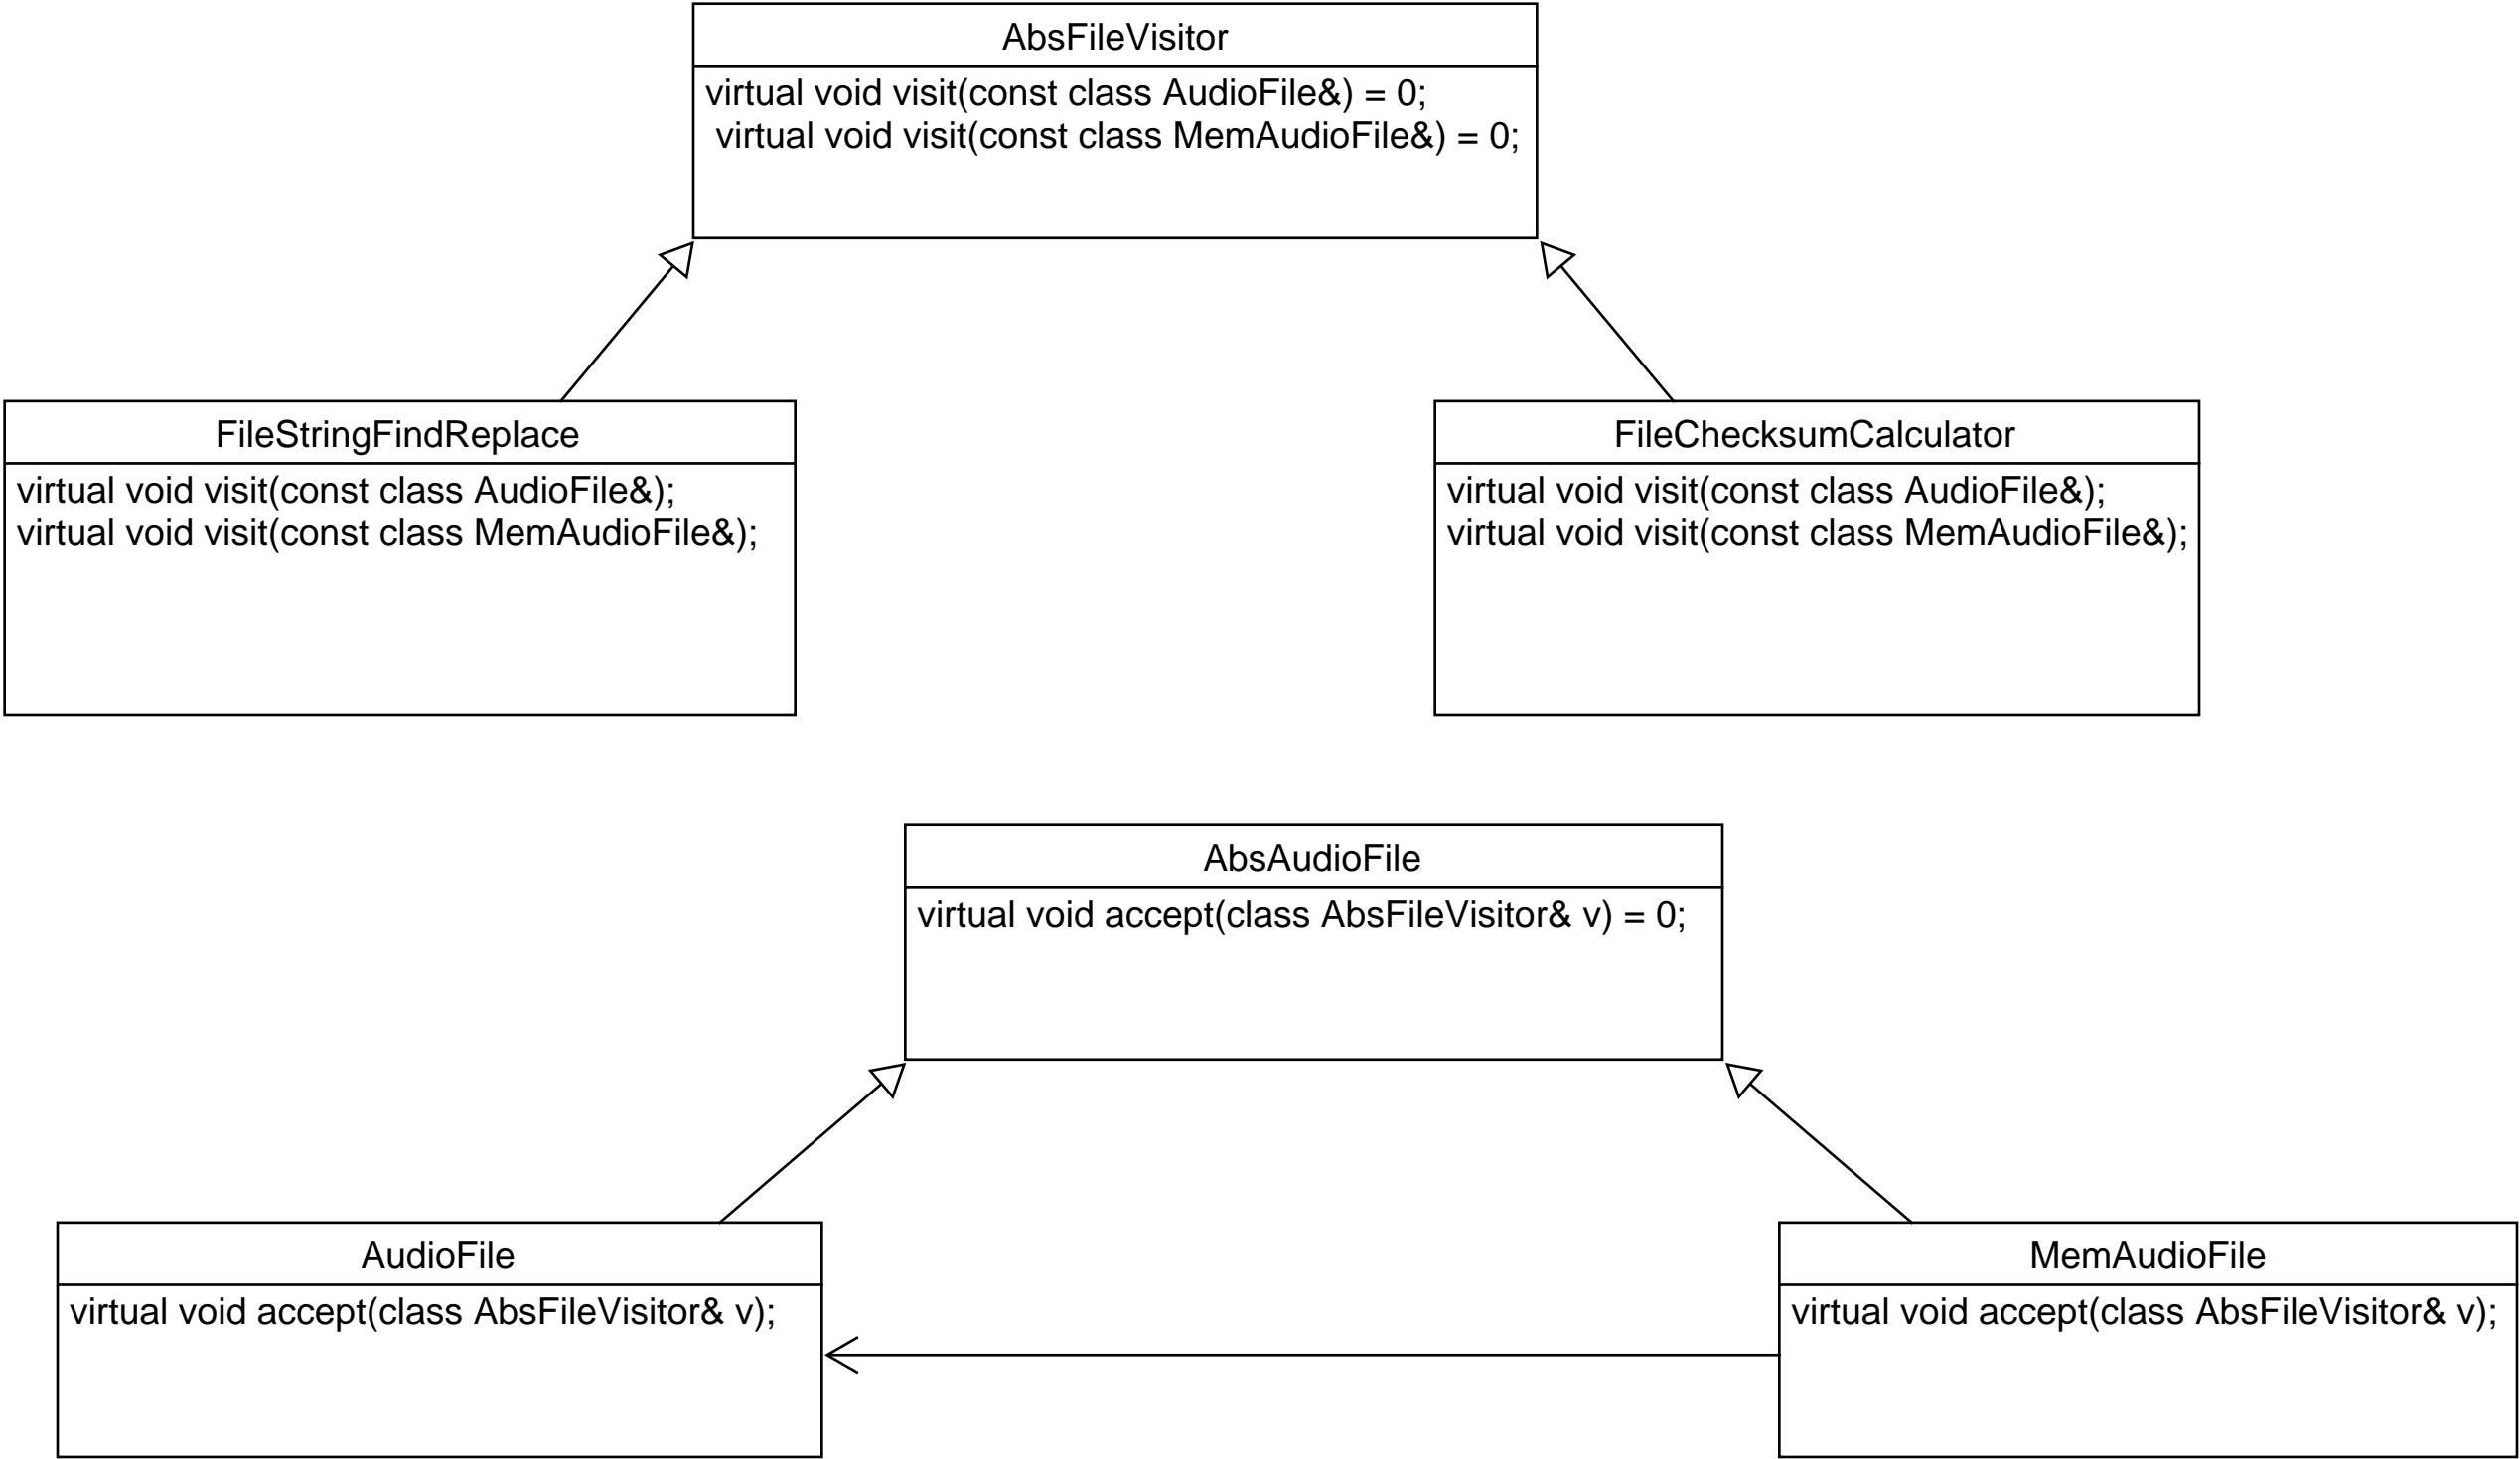 AbsFileVisitor
virtual void visit(const class AudioFile&) = 0;
virtual void visit(const class MemAudioFile&) = 0;
FileStringFindReplace
virtual void visit(const class AudioFile&);
virtual void visit(const class MemAudioFile&);
FileChecksumCalculator
virtual void visit(const class AudioFile&);
virtual void visit(const class MemAudioFile&);
AbsAudioFile
virtual void accept(class AbsFileVisitor& v) = 0;
AudioFile
virtual void accept(class AbsFileVisitor& v);
MemAudioFile
virtual void accept(class AbsFileVisitor& v);